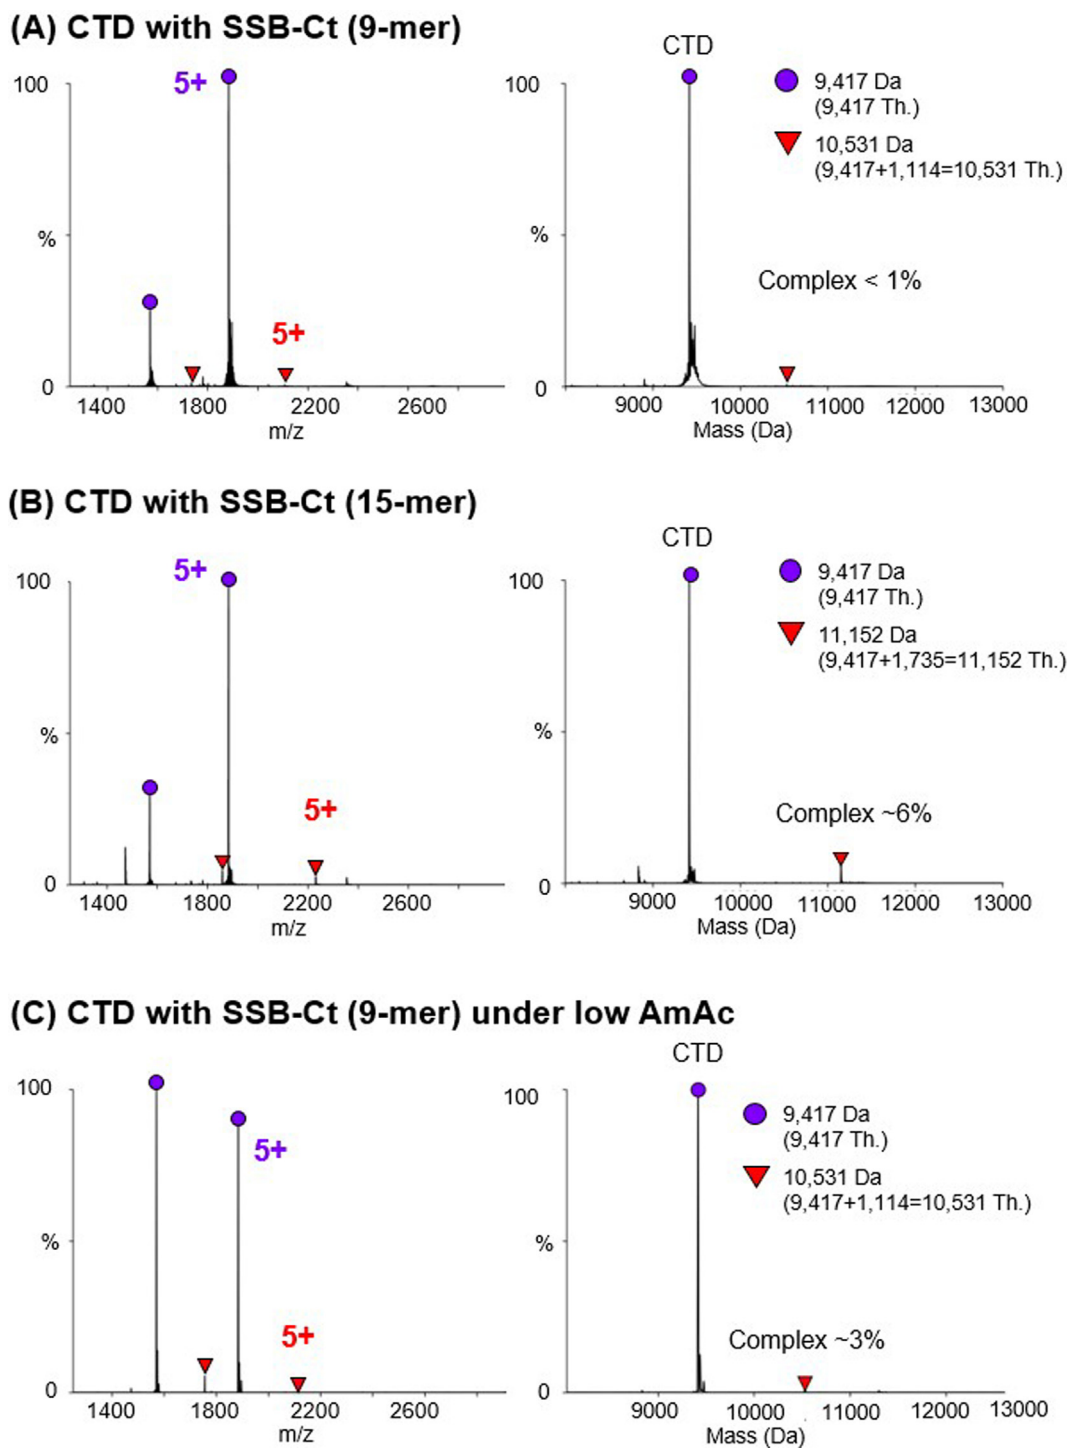 (A) CTD with SSB-Ct (9-mer)
5+
100
%
0
5+
1400 1800 2200 2600
m/z
CTD
100
%
0
9,417 Da
(9,417 Th.)
10,531 Da
(9,417+1,114=10,531 Th.)
Complex < 1%
9000 10000 11000 12000 13000
Mass (Da)
(B) CTD with SSB-Ct (15-mer)
5+
100
%
0
5+
1400 1800 2200 2600
m/z
CTD
100
%
0
9,417 Da
(9,417 Th.)
11,152 Da
(9,417+1,735=11,152 Th.)
Complex ~6%
9000 10000 11000 12000 13000
Mass (Da)
(C) CTD with SSB-Ct (9-mer) under low AmAc
100
5+
%
0
5+
1400 1800 2200 2600
m/z
CTD
100
%
0
9,417 Da
(9,417 Th.)
10,531 Da
(9,417+1,114=10,531 Th.)
Complex ~3%
9000 10000 11000 12000 13000
Mass (Da)